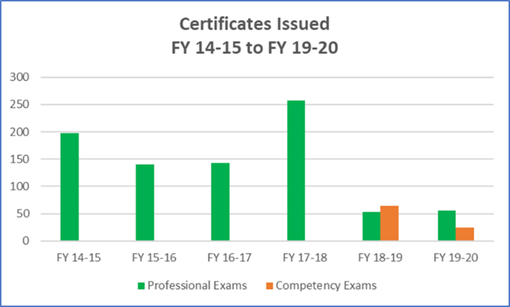 Certificates Issued
FY 14-15 to FY 19-20
300
250
200
150
100
50
0
FY 14-15 FY 15-16 FY 16-17 FY 17-18 FY 18-19 FY 19-20
Professional Exams Competency Exams